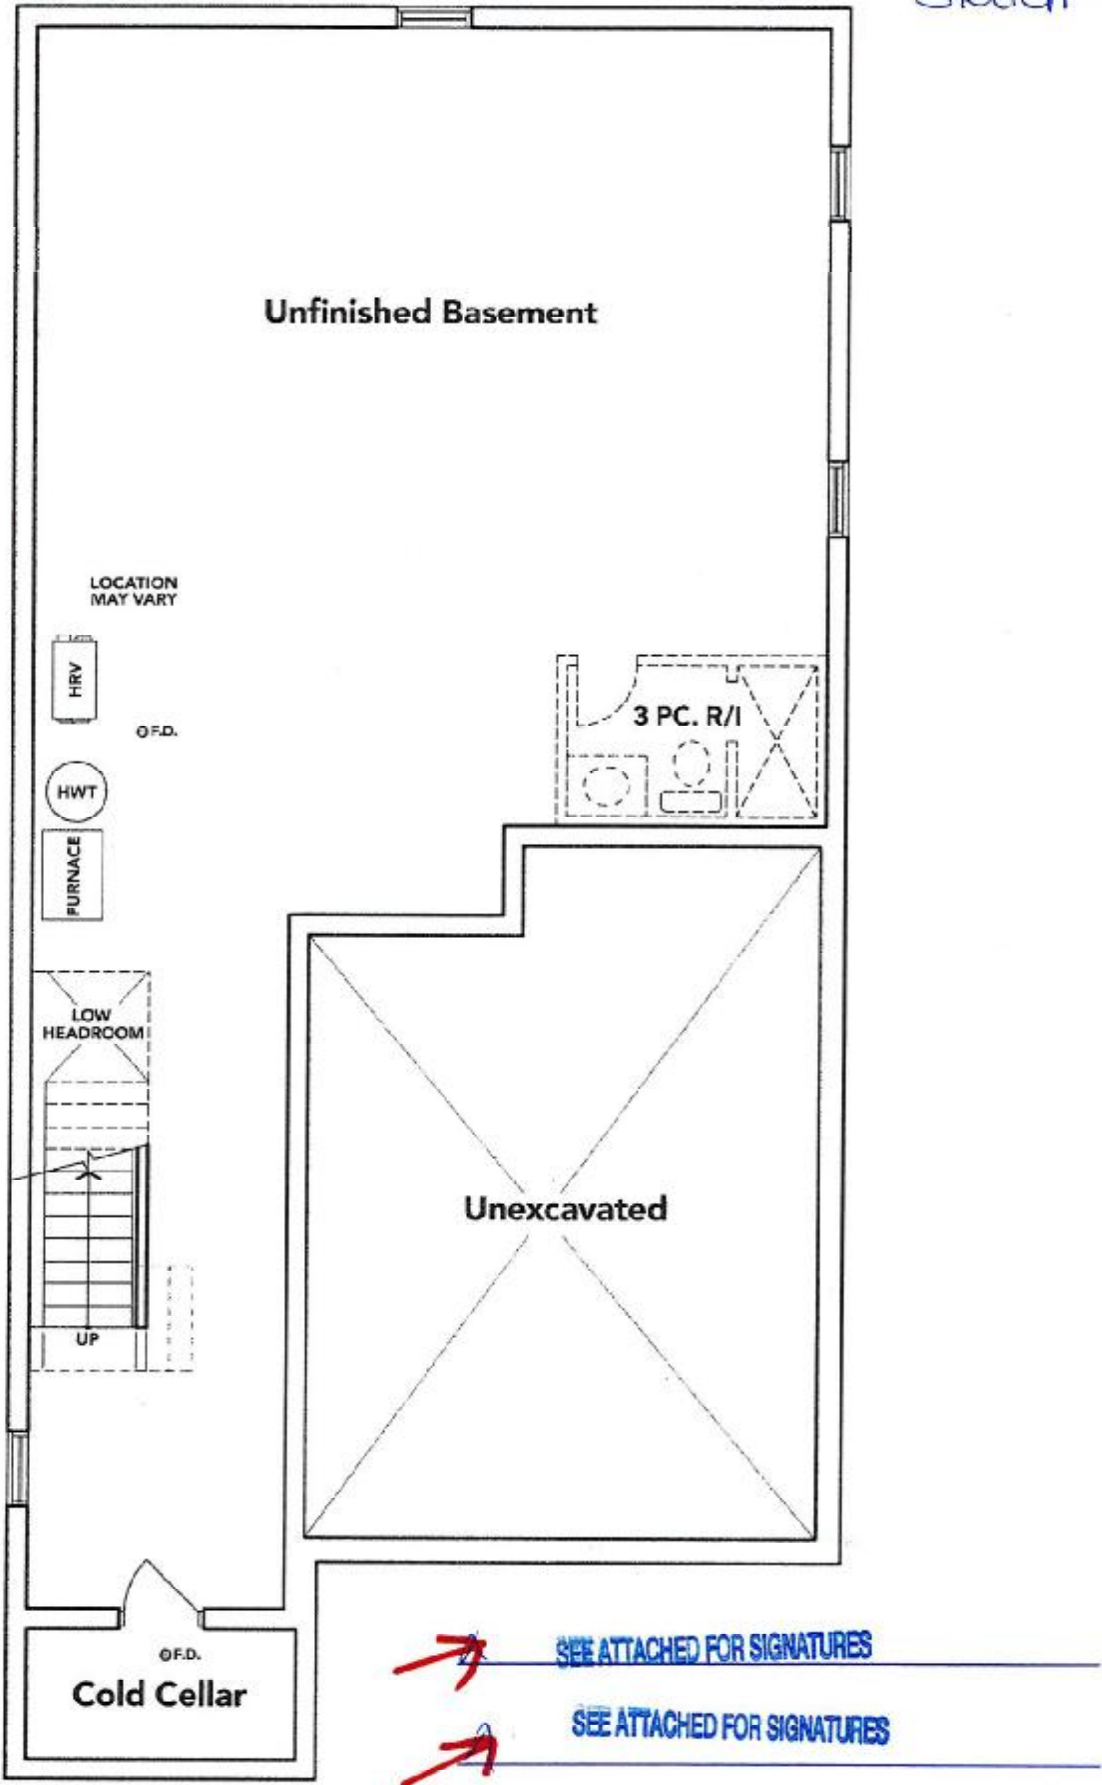 Unfinished Basement
LOCATION
MAY VARY
HRV
F.D.
3 PC. R/I
HWT
FURNACE
LOW
HEADROOM
Unexcavated
UP
F.D.
Cold Cellar
SEE ATTACHED FOR SIGNATURES
SEE ATTACHED FOR SIGNATURES